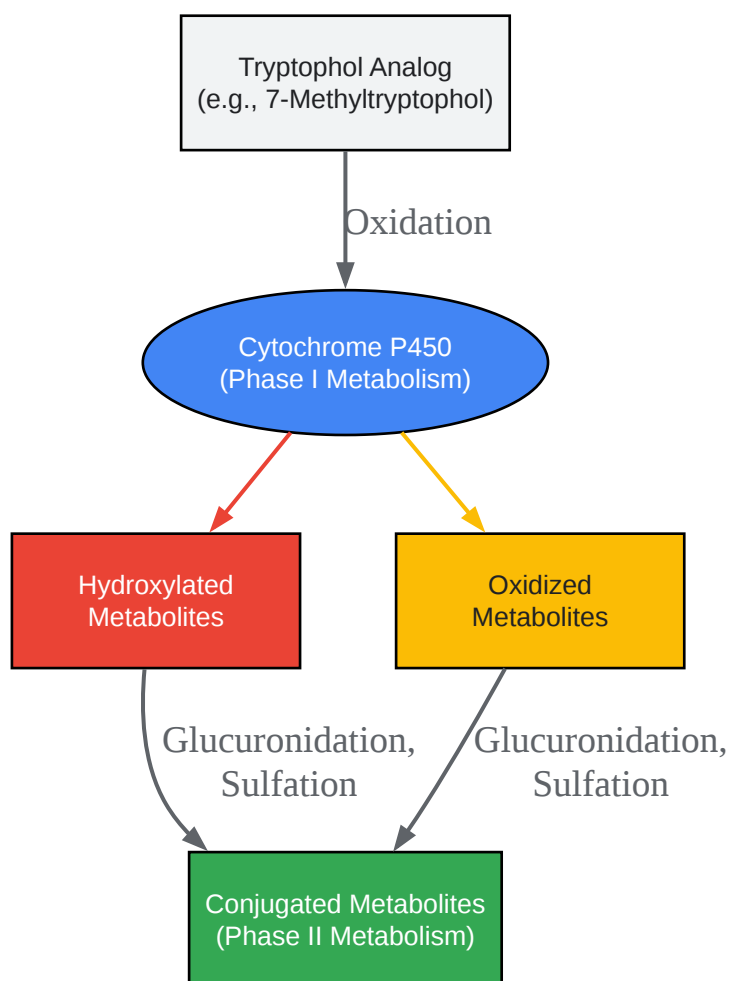 Tryptophol Analog
(e.g., 7-Methyltryptophol)
Oxidation
Cytochrome P450
(Phase I Metabolism)
Hydroxylated
Metabolites
Oxidized
Metabolites
Glucuronidation,
Sulfation
Glucuronidation,
Sulfation
Conjugated Metabolites
(Phase II Metabolism)